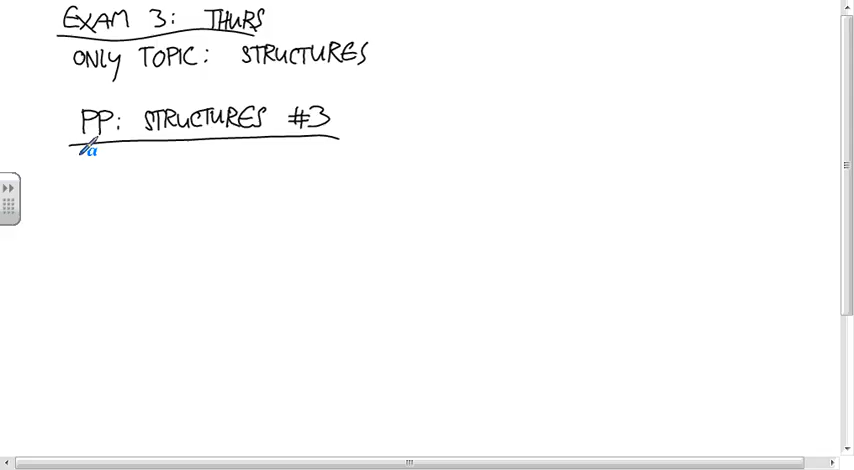 EXAM 3: THURS
ONLY TOPIC: STRUCTURES
PP: STRUCTURES #3